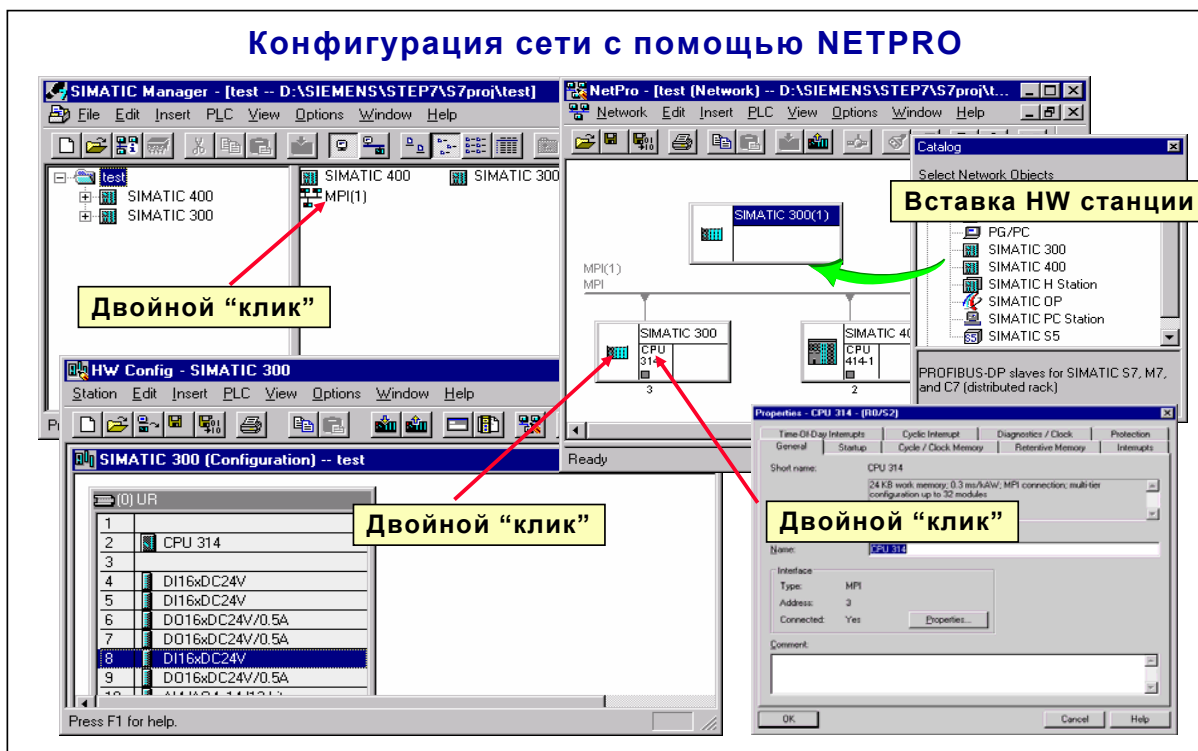 Конфигурация сети с помощью NETPRO
SIMATIC Manager - [test -- D:\SIEMENS\STEP7\S7proj\test]
File Edit Insert PLC View Options Window Help
test
SIMATIC 400
SIMATIC 300
SIMATIC 400
SIMATIC 300
MPI(1)
Двойной “клик”
NetPro - [test (Network) -- D:\SIEMENS\STEP7\S7proj\t...
Network Edit Insert PLC View Options Window Help
SIMATIC 300(1)
MPI(1)
MPI
SIMATIC 300
CPU
314
3
SIMATIC 40
CPU
414-1
2
Ready
Catalog
Select Network Objects
Вставка HW станции
PG/PC
SIMATIC 300
SIMATIC 400
SIMATIC H Station
SIMATIC OP
SIMATIC PC Station
SIMATIC S5
PROFIBUS-DP slaves for SIMATIC S7, M7,
and C7 (distributed rack)
HW Config - SIMATIC 300
Station Edit Insert PLC View Options Window Help
SIMATIC 300 (Configuration) -- test
(0) UR
1
2 CPU 314
3
4 DI16xDC24V
5 DI16xDC24V
6 DO16xDC24V/0.5A
7 DO16xDC24V/0.5A
8 DI16xDC24V
9 DO16xDC24V/0.5A
Press F1 for help.
Двойной “клик”
Properties - CPU 314 - (R0/S2)
Time-Of-Day Interrupts Cyclic Interrupt Diagnostics / Clock Protection
General Startup Cycle / Clock Memory Retentive Memory Interrupts
Short name: CPU 314
24 KB work memory; 0.3 ms/kAW; MPI connection; multi-tier
configuration up to 32 modules
Двойной “клик”
Name: CPU 314
Interface
Type: MPI
Address: 3
Connected: Yes Properties...
Comment:
OK Cancel Help